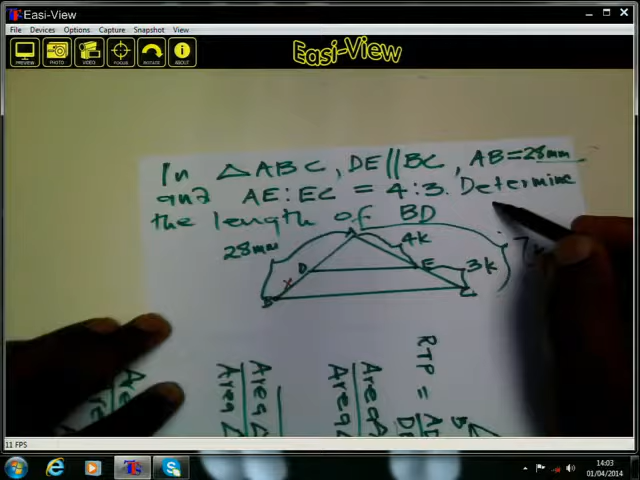 Easi-View
File Devices Options Capture Snapshot View
PREVIEW PHOTO VIDEO FOCUS ROTATE ABOUT
Easi-View
In △ABC, DE//BC, AB=28mm
and AE:EC = 4:3. Determine
the length of BD
28mm
A
4k
D
E
3k
x
B
C
RTP =
Area △
Area △
Area
Area
11 FPS
14:03
01/04/2014